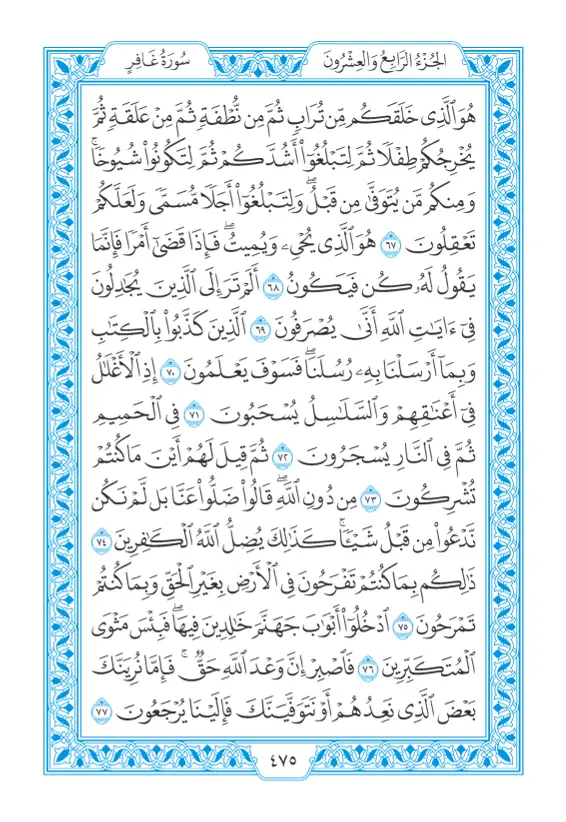 الجُزْءُ الرَّابِعُ وَالعِشْرُونَ
سُورَةُ غَافِرٍ
هُوَ ٱلَّذِى خَلَقَكُم مِّن تُرَابٍ ثُمَّ مِن نُّطْفَةٍ ثُمَّ مِنْ عَلَقَةٍ ثُمَّ
يُخْرِجُكُمْ طِفْلًا ثُمَّ لِتَبْلُغُوٓا۟ أَشُدَّكُمْ ثُمَّ لِتَكُونُوا۟ شُيُوخًا ۚ
وَمِنكُم مَّن يُتَوَفَّىٰ مِن قَبْلُ ۖ وَلِتَبْلُغُوٓا۟ أَجَلًا مُّسَمًّى وَلَعَلَّكُمْ
تَعْقِلُونَ ٦٧ هُوَ ٱلَّذِى يُحْىِۦ وَيُمِيتُ ۖ فَإِذَا قَضَىٰٓ أَمْرًا فَإِنَّمَا
يَقُولُ لَهُۥ كُن فَيَكُونُ ٦٨ أَلَمْ تَرَ إِلَى ٱلَّذِينَ يُجَٰدِلُونَ
فِىٓ ءَايَٰتِ ٱللَّهِ أَنَّىٰ يُصْرَفُونَ ٦٩ ٱلَّذِينَ كَذَّبُوا۟ بِٱلْكِتَٰبِ
وَبِمَآ أَرْسَلْنَا بِهِۦ رُسُلَنَا ۖ فَسَوْفَ يَعْلَمُونَ ٧٠ إِذِ ٱلْأَغْلَٰلُ
فِىٓ أَعْنَٰقِهِمْ وَٱلسَّلَٰسِلُ يُسْحَبُونَ ٧١ فِى ٱلْحَمِيمِ
ثُمَّ فِى ٱلنَّارِ يُسْجَرُونَ ٧٢ ثُمَّ قِيلَ لَهُمْ أَيْنَ مَا كُنتُمْ
تُشْرِكُونَ ٧٣ مِن دُونِ ٱللَّهِ ۖ قَالُوا۟ ضَلُّوا۟ عَنَّا بَل لَّمْ نَكُن
نَّدْعُوا۟ مِن قَبْلُ شَيْـًٔا ۚ كَذَٰلِكَ يُضِلُّ ٱللَّهُ ٱلْكَٰفِرِينَ ٧٤
ذَٰلِكُم بِمَا كُنتُمْ تَفْرَحُونَ فِى ٱلْأَرْضِ بِغَيْرِ ٱلْحَقِّ وَبِمَا كُنتُمْ
تَمْرَحُونَ ٧٥ ٱدْخُلُوٓا۟ أَبْوَٰبَ جَهَنَّمَ خَٰلِدِينَ فِيهَا ۖ فَبِئْسَ مَثْوَى
ٱلْمُتَكَبِّرِينَ ٧٦ فَٱصْبِرْ إِنَّ وَعْدَ ٱللَّهِ حَقٌّ ۚ فَإِمَّا نُرِيَنَّكَ
بَعْضَ ٱلَّذِى نَعِدُهُمْ أَوْ نَتَوَفَّيَنَّكَ فَإِلَيْنَا يُرْجَعُونَ ٧٧
٤٧٥